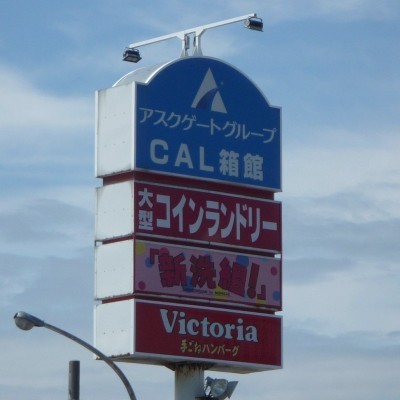 アスクゲートグループ
CAL箱館
大型 コインランドリー
「新洗組!」
Victoria
手ごねハンバーグ